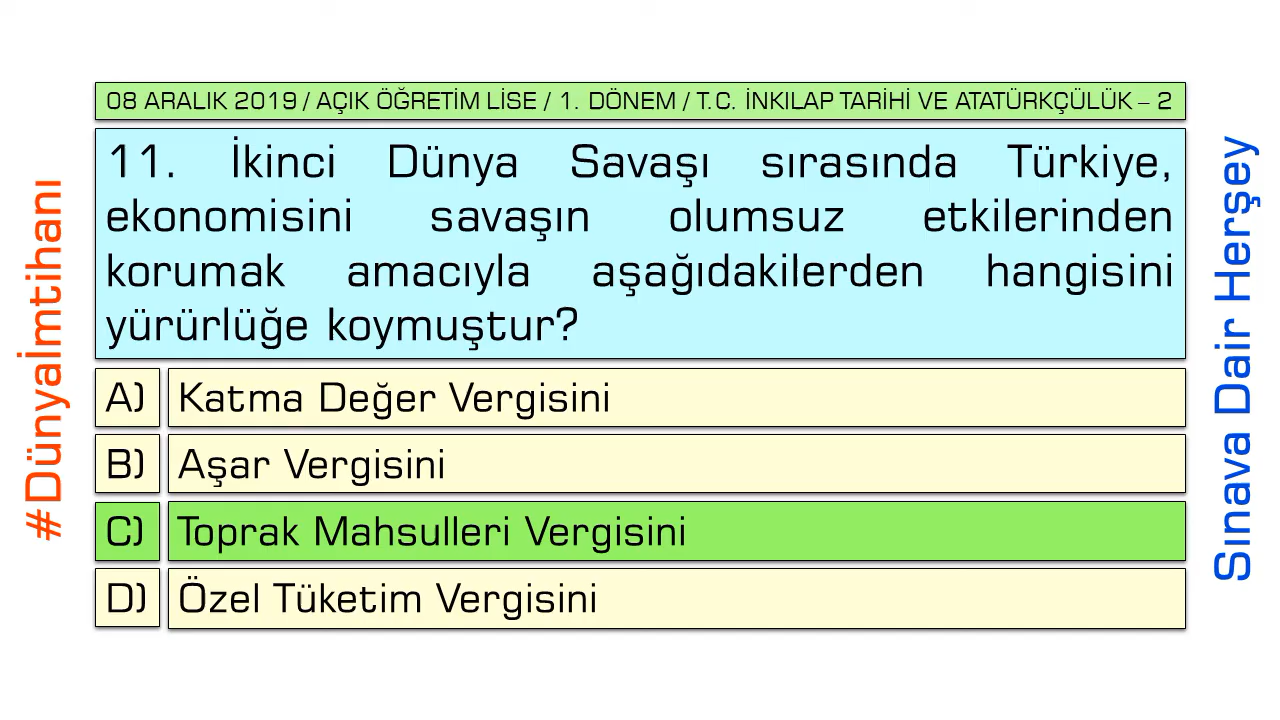 08 ARALIK 2019 / AÇIK ÖĞRETİM LİSE / 1. DÖNEM / T.C. İNKILAP TARİHİ VE ATATÜRKÇÜLÜK – 2
11. İkinci Dünya Savaşı sırasında Türkiye,
ekonomisini savaşın olumsuz etkilerinden
korumak amacıyla aşağıdakilerden hangisini
yürürlüğe koymuştur?
A) Katma Değer Vergisini
B) Aşar Vergisini
C) Toprak Mahsulleri Vergisini
D) Özel Tüketim Vergisini
#Dünyaİmtihanı
Sınava Dair Herşey